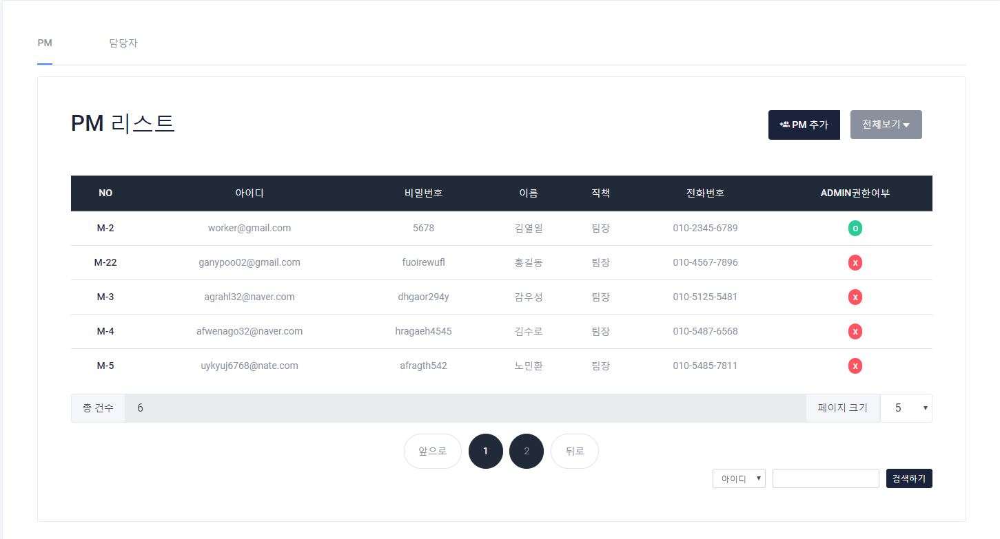 PM 담당자
PM 리스트
PM 추가 전체보기
NO 아이디 비밀번호 이름 직책 전화번호 ADMIN권한여부
M-2 worker@gmail.com 5678 김열일 팀장 010-2345-6789 O
M-22 ganypoo02@gmail.com fuoirewufl 홍길동 팀장 010-4567-7896 X
M-3 agrahl32@naver.com dhgaor294y 감우성 팀장 010-5125-5481 X
M-4 afwenago32@naver.com hragaeh4545 김수로 팀장 010-5487-6568 X
M-5 uykyuj6768@nate.com afragth542 노민환 팀장 010-5485-7811 X
총 건수 6 페이지 크기 5
앞으로 1 2 뒤로
아이디 검색하기